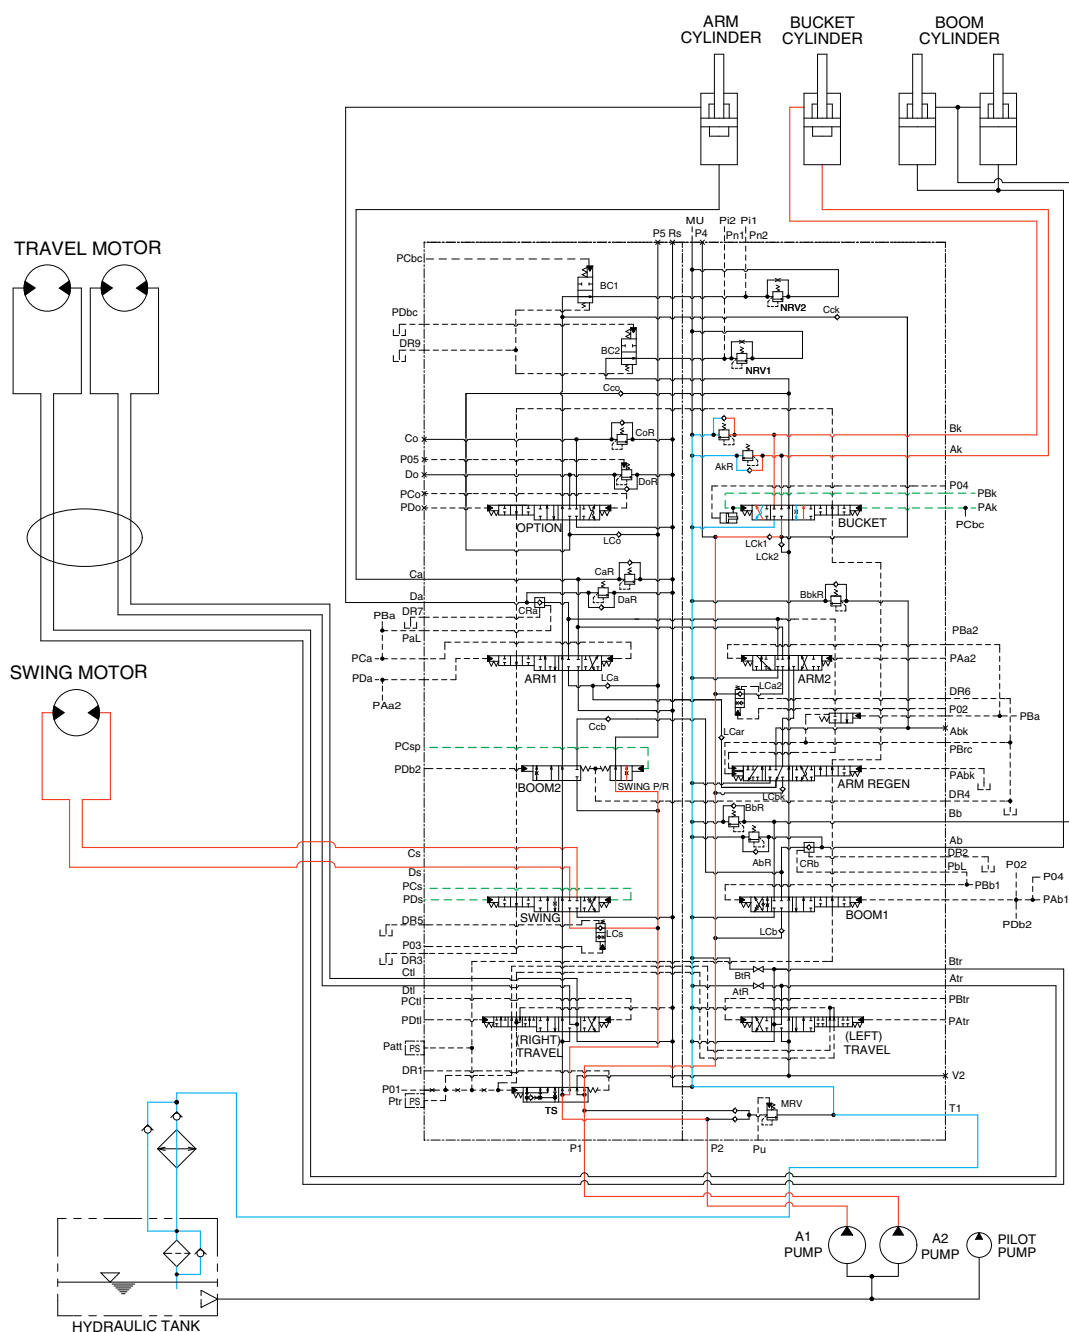 ARM
CYLINDER
BUCKET
CYLINDER
BOOM
CYLINDER
TRAVEL MOTOR
SWING MOTOR
P5 Rs
MU
P4
Pi2
Pi1
Pn1
Pn2
PCbc
BC1
NRV2
Cck
PDbc
DR9
BC2
NRV1
Cco
Co
CoR
Bk
P05
Ak
Do
DoR
AkR
PCo
P04
PBk
PDo
PAk
OPTION
BUCKET
PCbc
LCo
LCk1
LCk2
Ca
CaR
Da
DaR
BbkR
CRa
DR7
PBa
PaL
PBa2
PCa
PAa2
PDa
ARM1
ARM2
LCa
LCa2
PAa2
DR6
P02
PBa
Ccb
LCar
Abk
PCsp
PBrc
PDb2
PAbk
BOOM2
SWING P/R
ARM REGEN
LCbk
DR4
BbR
Bb
AbR
CRb
Ab
Cs
DR2
Ds
PbL
P02
PCs
PBb1
P04
PDs
PAb1
SWING
BOOM1
PDb2
DR5
LCs
LCb
P03
DR3
Btr
Ctl
BtR
Atr
Dtl
AtR
PCtl
PBtr
PDtl
PAtr
(RIGHT)
TRAVEL
(LEFT)
TRAVEL
Patt
PS
DR1
V2
P01
Ptr
PS
TS
MRV
T1
P1
P2
Pu
A1
PUMP
A2
PUMP
PILOT
PUMP
HYDRAULIC TANK